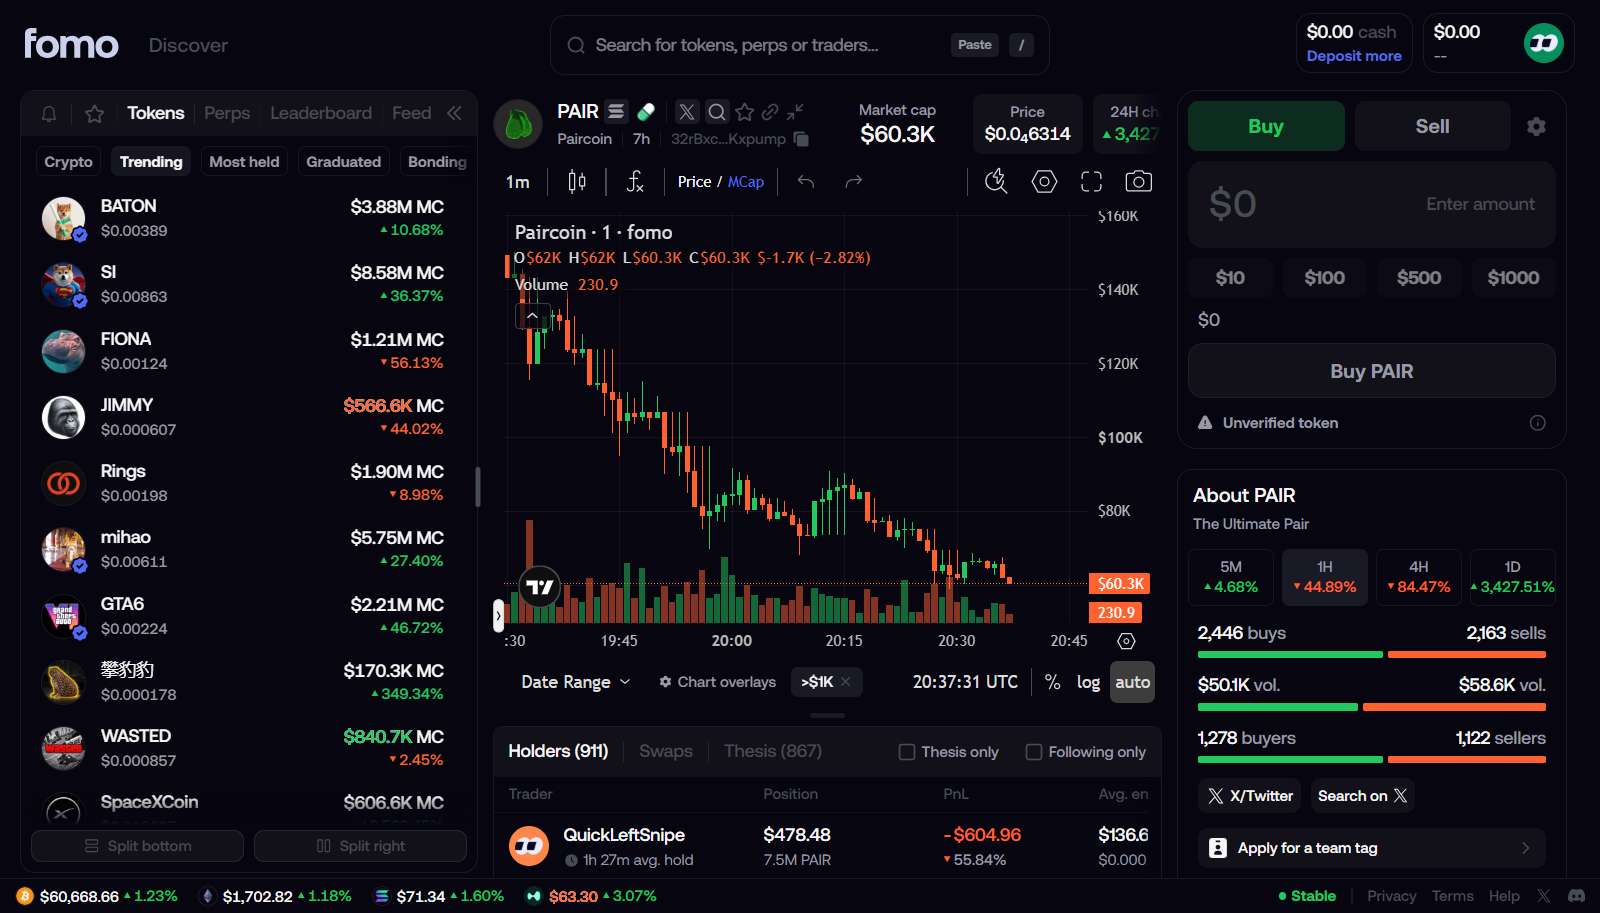 fomo
Discover
Search for tokens, perps or traders...
Paste
/
$0.00 cash
Deposit more
$0.00
--
Tokens
Perps
Leaderboard
Feed
Crypto
Trending
Most held
Graduated
Bonding
BATON $3.88M MC
$0.00389 10.68%
SI $8.58M MC
$0.00863 36.37%
FIONA $1.21M MC
$0.00124 56.13%
JIMMY $566.6K MC
$0.000607 44.02%
Rings $1.90M MC
$0.00198 8.98%
mihao $5.75M MC
$0.00611 27.40%
GTA6 $2.21M MC
$0.00224 46.72%
攀豹豹 $170.3K MC
$0.000178 349.34%
WASTED $840.7K MC
$0.000857 2.45%
SpaceXCoin $606.6K MC
Split bottom
Split right
PAIR
Paircoin 7h 32rBxc...Kxpump
Market cap
$60.3K
Price
$0.0₄6314
24H ch
3,427
1m
Price / MCap
Paircoin · 1 · fomo
O$62K H$62K L$60.3K C$60.3K $-1.7K (−2.82%)
Volume 230.9
$160K
$140K
$120K
$100K
$80K
$60.3K
230.9
:30 19:45 20:00 20:15 20:30 20:45
Date Range
Chart overlays
>$1K
20:37:31 UTC
% log auto
Holders (911)
Swaps
Thesis (867)
Thesis only
Following only
Trader Position PnL Avg. en
QuickLeftSnipe $478.48 -$604.96 $136.6
1h 27m avg. hold 7.5M PAIR 55.84% $0.000
Buy
Sell
$0
Enter amount
$10 $100 $500 $1000
$0
Buy PAIR
Unverified token
About PAIR
The Ultimate Pair
5M 1H 4H 1D
4.68% 44.89% 84.47% 3,427.51%
2,446 buys 2,163 sells
$50.1K vol. $58.6K vol.
1,278 buyers 1,122 sellers
X/Twitter
Search on X
Apply for a team tag
$60,668.66 1.23%
$1,702.82 1.18%
$71.34 1.60%
$63.30 3.07%
Stable
Privacy
Terms
Help